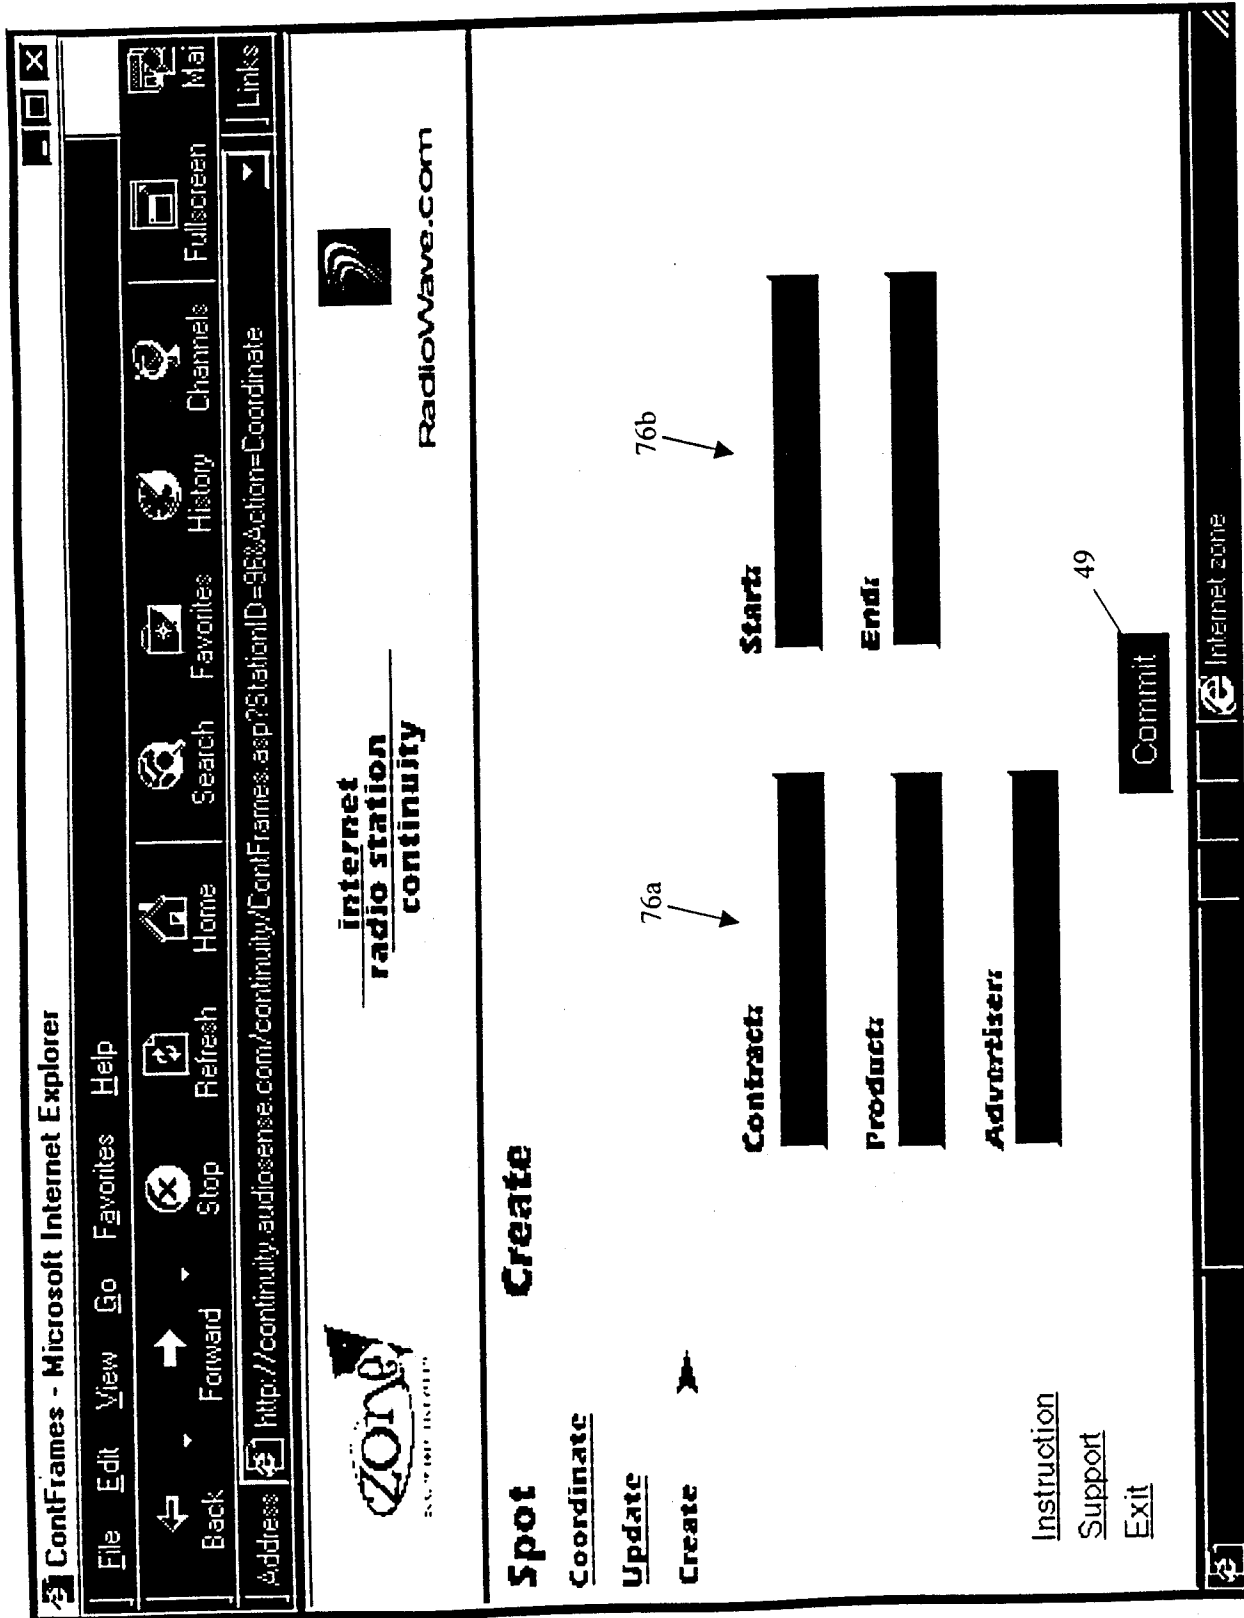 ContFrames - Microsoft Internet Explorer
File Edit View Go Favorites Help
Back Forward Stop Refresh Home Search Favorites History Channels Fullscreen Mai
Address http://continuity.audiosense.com/continuity/ContFrames.asp?StationID=96&Action=Coordinate Links
zone
internet
radio station
continuity
RadioWave.com
Spot Create
Coordinate
Update
Create
76a
76b
Contract:
Start:
Product:
End:
Advertiser:
49
Commit
Instruction
Support
Exit
Internet zone